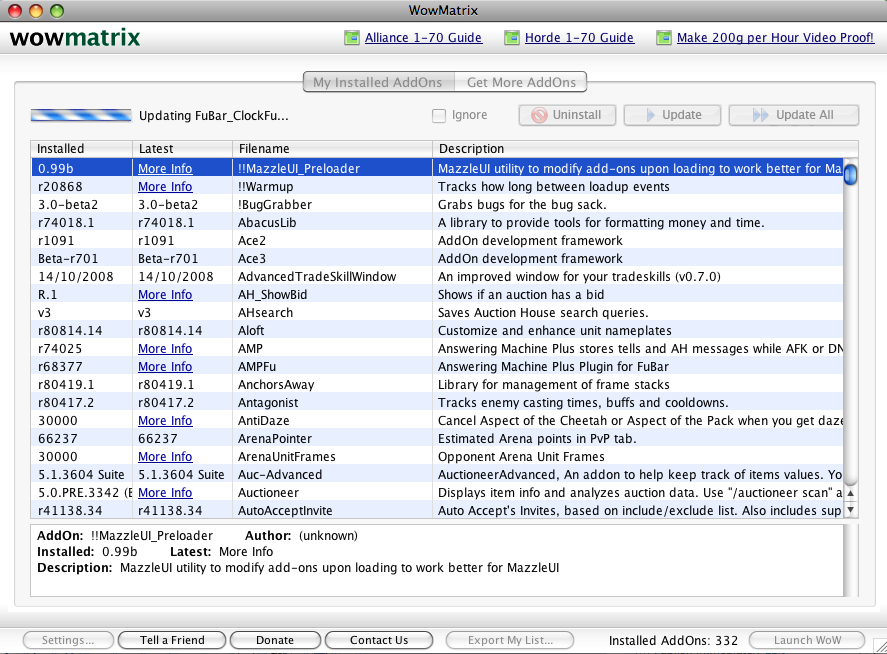 WowMatrix
wowmatrix Alliance 1-70 Guide Horde 1-70 Guide Make 200g per Hour Video Proof!
My Installed AddOns Get More AddOns
Updating FuBar_ClockFu... Ignore Uninstall Update Update All
Installed Latest Filename Description
0.99b More Info !!MazzleUI_Preloader MazzleUI utility to modify add-ons upon loading to work better for Ma
r20868 More Info !!Warmup Tracks how long between loadup events
3.0-beta2 3.0-beta2 !BugGrabber Grabs bugs for the bug sack.
r74018.1 r74018.1 AbacusLib A library to provide tools for formatting money and time.
r1091 r1091 Ace2 AddOn development framework
Beta-r701 Beta-r701 Ace3 AddOn development framework
14/10/2008 14/10/2008 AdvancedTradeSkillWindow An improved window for your tradeskills (v0.7.0)
R.1 More Info AH_ShowBid Shows if an auction has a bid
v3 v3 AHsearch Saves Auction House search queries.
r80814.14 r80814.14 Aloft Customize and enhance unit nameplates
r74025 More Info AMP Answering Machine Plus stores tells and AH messages while AFK or DN
r68377 More Info AMPFu Answering Machine Plus Plugin for FuBar
r80419.1 r80419.1 AnchorsAway Library for management of frame stacks
r80417.2 r80417.2 Antagonist Tracks enemy casting times, buffs and cooldowns.
30000 More Info AntiDaze Cancel Aspect of the Cheetah or Aspect of the Pack when you get daze
66237 66237 ArenaPointer Estimated Arena points in PvP tab.
30000 More Info ArenaUnitFrames Opponent Arena Unit Frames
5.1.3604 Suite 5.1.3604 Suite Auc-Advanced AuctioneerAdvanced, An addon to help keep track of items values. Yo
5.0.PRE.3342 (E More Info Auctioneer Displays item info and analyzes auction data. Use "/auctioneer scan" a
r41138.34 r41138.34 AutoAcceptInvite Auto Accept's Invites, based on include/exclude list. Also includes sup
AddOn: !!MazzleUI_Preloader Author: (unknown)
Installed: 0.99b Latest: More Info
Description: MazzleUI utility to modify add-ons upon loading to work better for MazzleUI
Settings... Tell a Friend Donate Contact Us Export My List... Installed AddOns: 332 Launch WoW